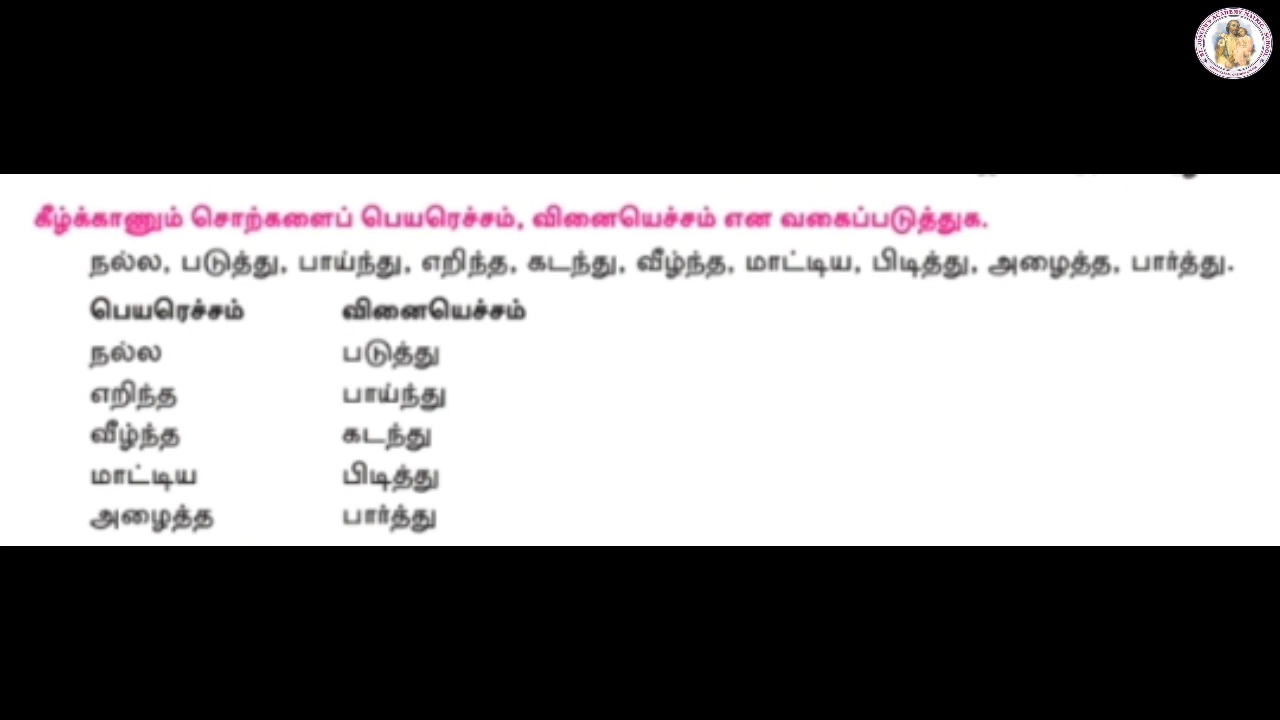 கீழ்க்காணும் சொற்களைப் பெயரெச்சம், வினையெச்சம் என வகைப்படுத்துக.
நல்ல, படுத்து, பாய்ந்து, எறிந்த, கடந்து, வீழ்ந்த, மாட்டிய, பிடித்து, அழைத்த, பார்த்து.
பெயரெச்சம் வினையெச்சம்
நல்ல படுத்து
எறிந்த பாய்ந்து
வீழ்ந்த கடந்து
மாட்டிய பிடித்து
அழைத்த பார்த்து